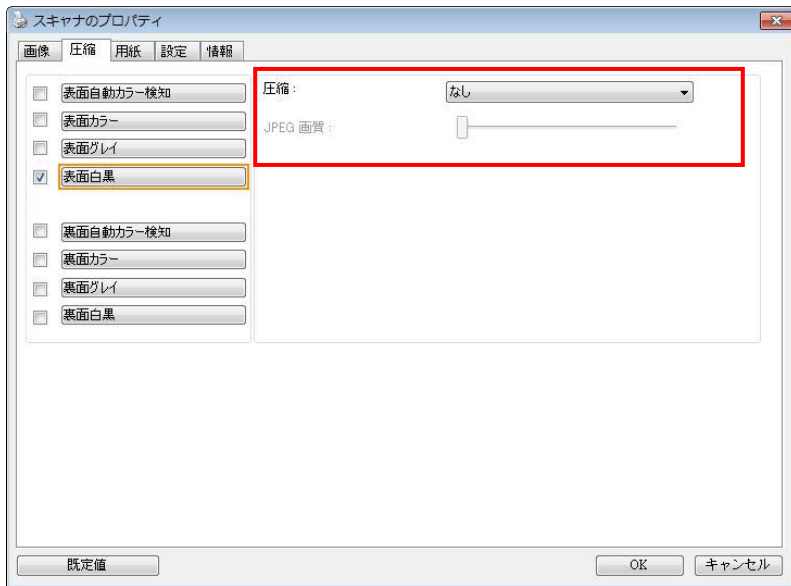 スキャナのプロパティ
画像 圧縮 用紙 設定 情報
表面自動カラー検知
圧縮: なし
表面カラー
JPEG 画質:
表面グレイ
表面白黒
裏面自動カラー検知
裏面カラー
裏面グレイ
裏面白黒
既定値 OK キャンセル